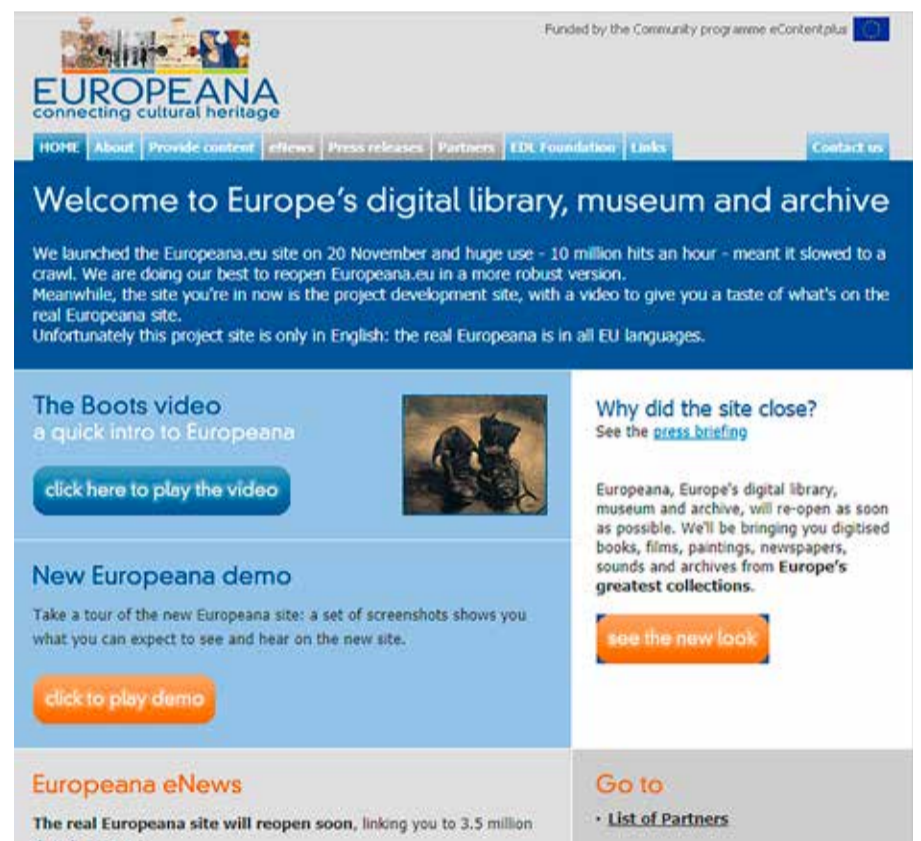 Funded by the Community programme eContentplus
EUROPEANA
connecting cultural heritage
HOME About Provide content eNews Press releases Partners EDL Foundation Links Contact us
Welcome to Europe's digital library, museum and archive
We launched the Europeana.eu site on 20 November and huge use - 10 million hits an hour - meant it slowed to a
crawl. We are doing our best to reopen Europeana.eu in a more robust
version.
Meanwhile, the site you're in now is the project development site, with a video to give you a taste of what's on the
real Europeana site.
Unfortunately this project site is only in English: the real Europeana is in all EU languages.
The Boots video
a quick intro to Europeana
click here to play the video
New Europeana demo
Take a tour of the new Europeana site: a set of screenshots shows you
what you can expect to see and hear on the new site.
click to play demo
Why did the site close?
See the press briefing
Europeana, Europe's digital library,
museum and archive, will re-open as soon
as possible. We'll be bringing you digitised
books, films, paintings, newspapers,
sounds and archives from Europe's
greatest collections.
see the new look
Europeana eNews
The real Europeana site will reopen soon, linking you to 3.5 million
Go to
· List of Partners